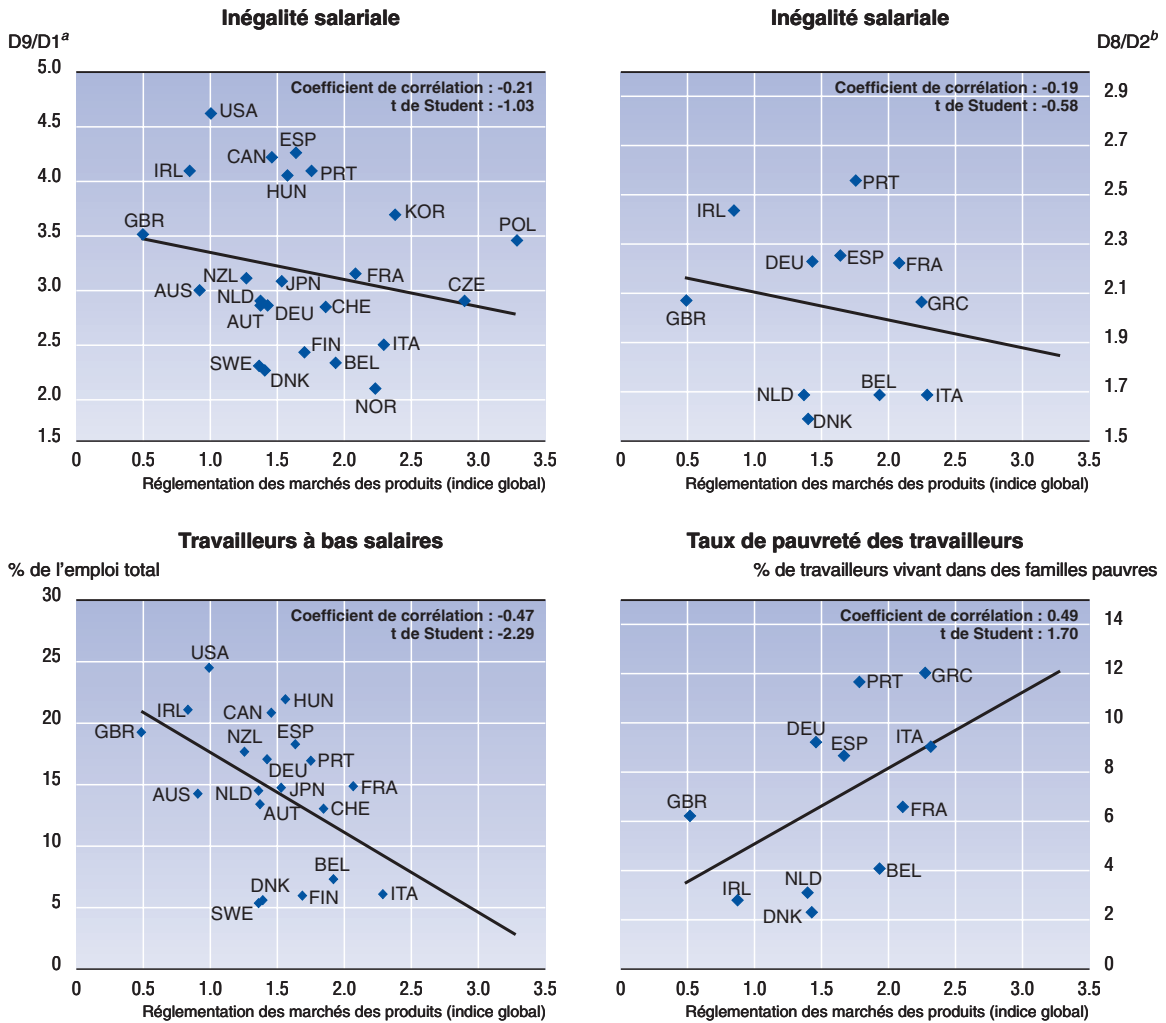 Inégalité salariale
D9/D1a
5.0
4.5
4.0
3.5
3.0
2.5
2.0
1.5
Coefficient de corrélation : -0.21
t de Student : -1.03
USA
ESP
CAN
IRL
PRT
HUN
KOR
GBR
POL
NZL
FRA
JPN
CZE
AUS
NLD
AUT
DEU
CHE
FIN
ITA
SWE
BEL
DNK
NOR
0 0.5 1.0 1.5 2.0 2.5 3.0 3.5
Réglementation des marchés des produits (indice global)
Inégalité salariale
D8/D2b
2.9
2.7
2.5
2.3
2.1
1.9
1.7
1.5
Coefficient de corrélation : -0.19
t de Student : -0.58
PRT
IRL
DEU
ESP
FRA
GRC
GBR
BEL
NLD
ITA
DNK
0 0.5 1.0 1.5 2.0 2.5 3.0 3.5
Réglementation des marchés des produits (indice global)
Travailleurs à bas salaires
% de l'emploi total
30
25
20
15
10
5
0
Coefficient de corrélation : -0.47
t de Student : -2.29
USA
HUN
IRL
CAN
GBR
NZL
ESP
PRT
DEU
AUS
NLD
JPN
FRA
AUT
CHE
BEL
DNK
FIN
ITA
SWE
0 0.5 1.0 1.5 2.0 2.5 3.0 3.5
Réglementation des marchés des produits (indice global)
Taux de pauvreté des travailleurs
% de travailleurs vivant dans des familles pauvres
14
12
10
8
6
4
2
0
Coefficient de corrélation : 0.49
t de Student : 1.70
PRT
GRC
DEU
ESP
ITA
GBR
FRA
BEL
IRL
NLD
DNK
0 0.5 1.0 1.5 2.0 2.5 3.0 3.5
Réglementation des marchés des produits (indice global)